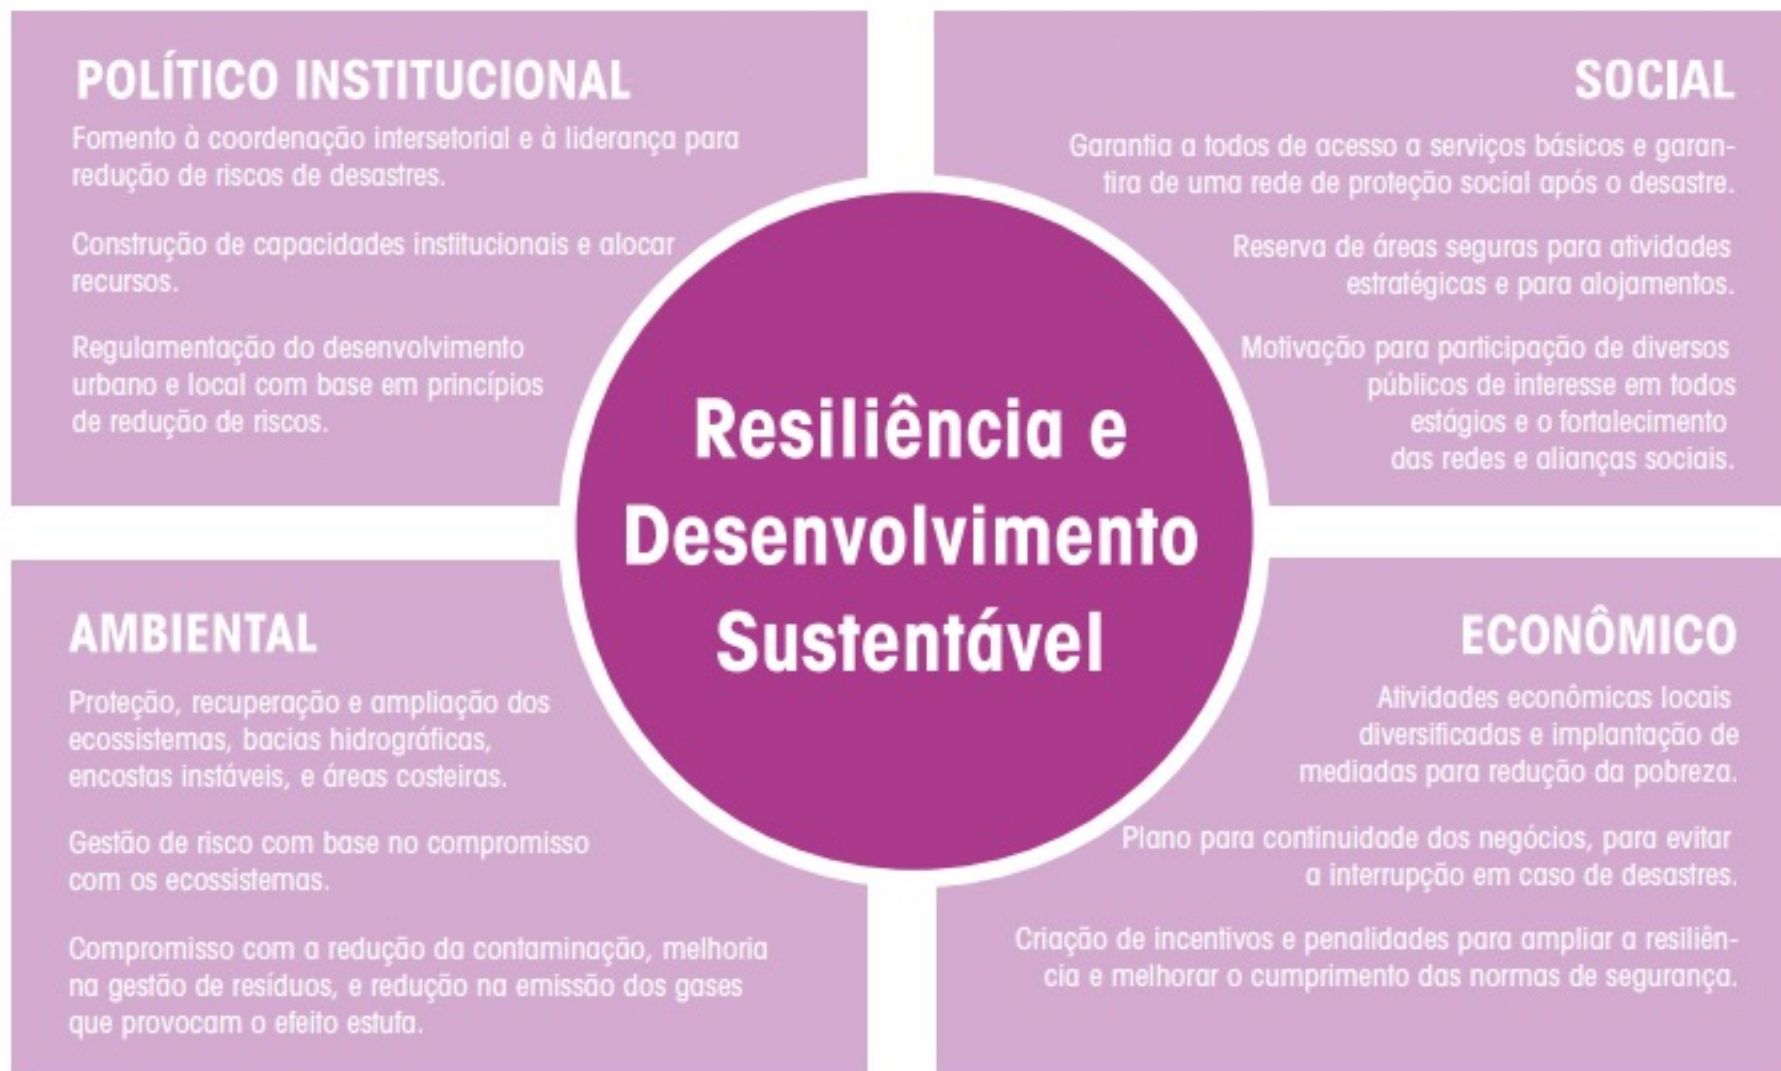 POLÍTICO INSTITUCIONAL
Fomento à coordenação intersetorial e à liderança para
redução de riscos de desastres.
Construção de capacidades institucionais e alocar
recursos.
Regulamentação do desenvolvimento
urbano e local com base em princípios
de redução de riscos.
SOCIAL
Garantia a todos de acesso a serviços básicos e garan-
tira de uma rede de proteção social após o desastre.
Reserva de áreas seguras para atividades
estratégicas e para alojamentos.
Motivação para participação de diversos
públicos de interesse em todos
estágios e o fortalecimento
das redes e alianças sociais.
Resiliência e
Desenvolvimento
Sustentável
AMBIENTAL
Proteção, recuperação e ampliação dos
ecossistemas, bacias hidrográficas,
encostas instáveis, e áreas costeiras.
Gestão de risco com base no compromisso
com os ecossistemas.
Compromisso com a redução da contaminação, melhoria
na gestão de resíduos, e redução na emissão dos gases
que provocam o efeito estufa.
ECONÔMICO
Atividades econômicas locais
diversificadas e implantação de
mediadas para redução da pobreza.
Plano para continuidade dos negócios, para evitar
a interrupção em caso de desastres.
Criação de incentivos e penalidades para ampliar a resiliên-
cia e melhorar o cumprimento das normas de segurança.